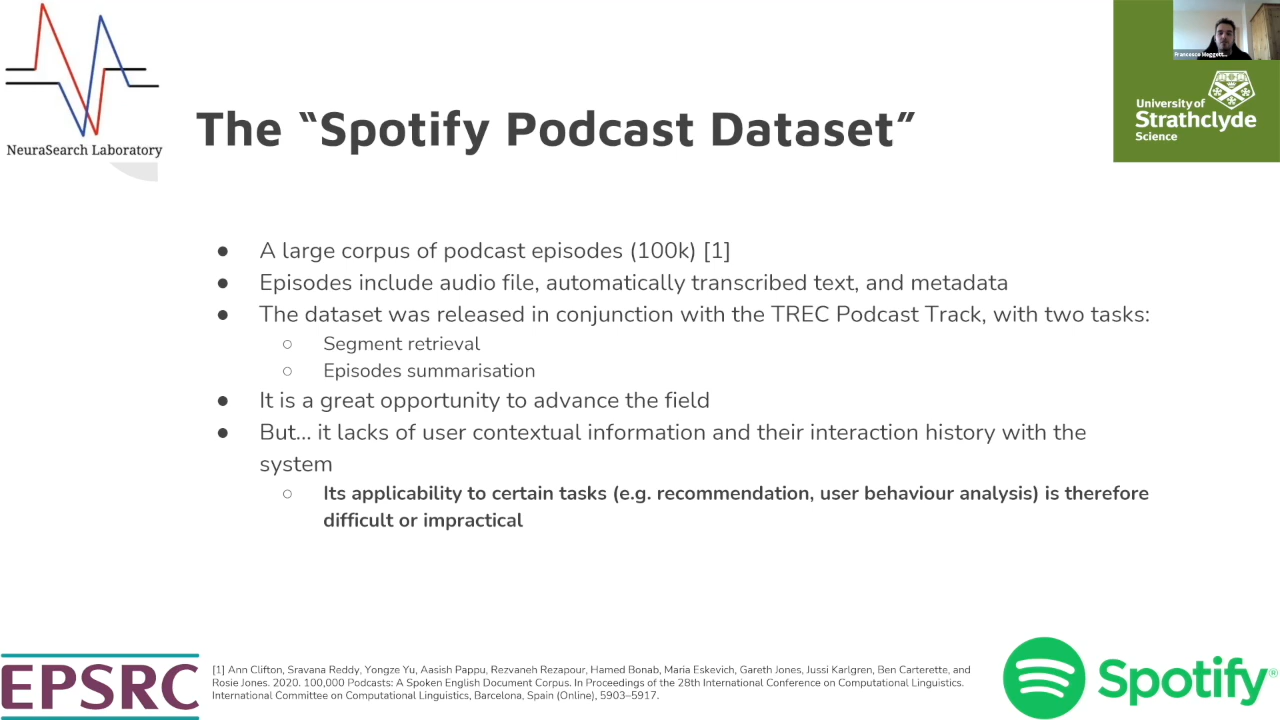 NeuraSearch Laboratory
University of
Strathclyde
Science
The “Spotify Podcast Dataset”
● A large corpus of podcast episodes (100k) [1]
● Episodes include audio file, automatically transcribed text, and metadata
● The dataset was released in conjunction with the TREC Podcast Track, with two tasks:
○ Segment retrieval
○ Episodes summarisation
● It is a great opportunity to advance the field
● But... it lacks of user contextual information and their interaction history with the
system
○ Its applicability to certain tasks (e.g. recommendation, user behaviour analysis) is therefore
difficult or impractical
EPSRC
[1] Ann Clifton, Sravana Reddy, Yongze Yu, Aasish Pappu, Rezvaneh Rezapour, Hamed Bonab, Maria Eskevich, Gareth Jones, Jussi Karlgren, Ben Carterette, and
Rosie Jones. 2020. 100,000 Podcasts: A Spoken English Document Corpus. In Proceedings of the 28th International Conference on Computational Linguistics.
International Committee on Computational Linguistics, Barcelona, Spain (Online), 5903–5917.
Spotify®